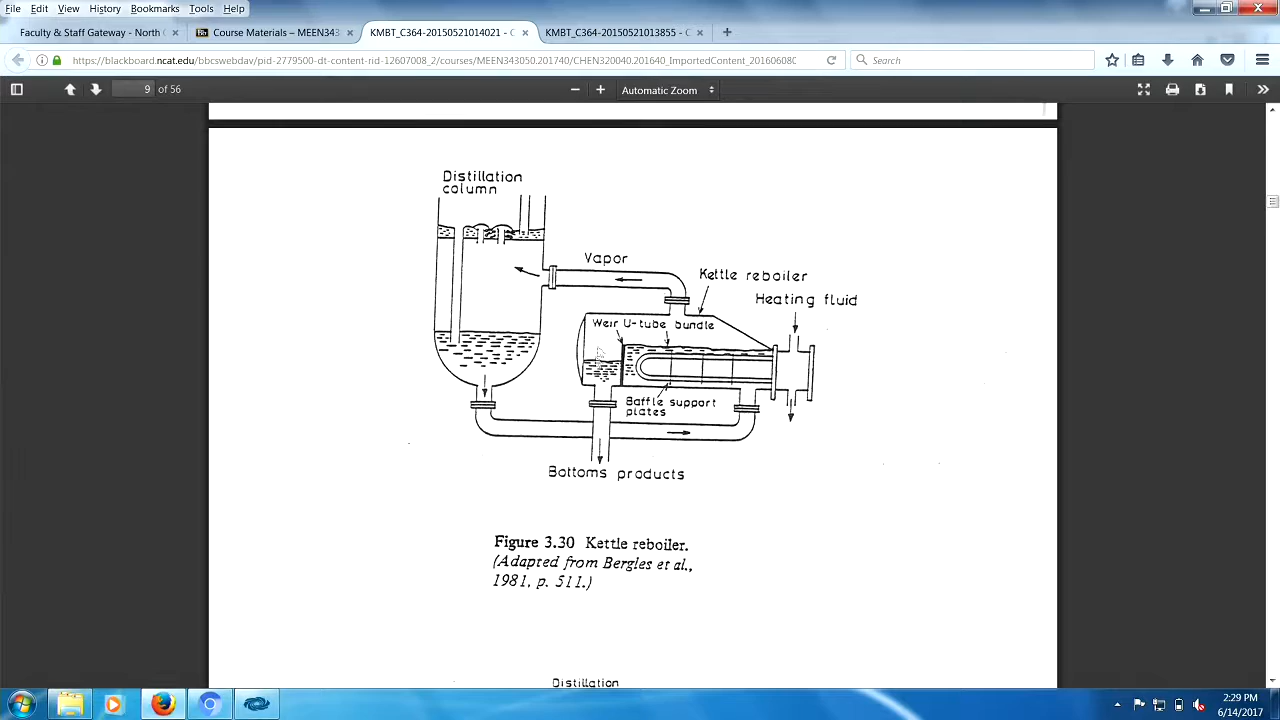 File Edit View History Bookmarks Tools Help
Faculty & Staff Gateway - North C
Course Materials – MEEN343
KMBT_C364-20150521014021 - C
KMBT_C364-20150521013855 - C
https://blackboard.ncat.edu/bbcswebdav/pid-2779500-dt-content-rid-12607008_2/courses/MEEN343050.201740
Search
9 of 56
Automatic Zoom
Distillation
column
Vapor
Kettle reboiler
Heating fluid
Weir U-tube bundle
Baffle support
plates
Bottoms products
Figure 3.30 Kettle reboiler.
(Adapted from Bergles et al.,
1981, p. 511.)
Distillation
2:29 PM
6/14/2017